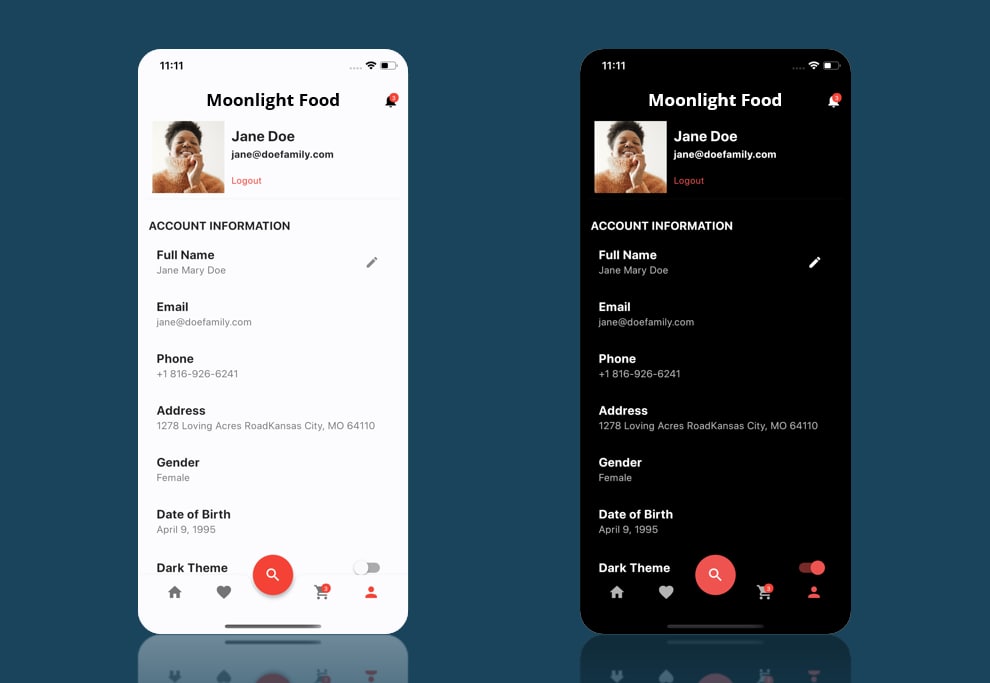 11:11
Moonlight Food
3
Jane Doe
jane@doefamily.com
Logout
ACCOUNT INFORMATION
Full Name
Jane Mary Doe
Email
jane@doefamily.com
Phone
+1 816-926-6241
Address
1278 Loving Acres RoadKansas City, MO 64110
Gender
Female
Date of Birth
April 9, 1995
Dark Theme
3
11:11
Moonlight Food
3
Jane Doe
jane@doefamily.com
Logout
ACCOUNT INFORMATION
Full Name
Jane Mary Doe
Email
jane@doefamily.com
Phone
+1 816-926-6241
Address
1278 Loving Acres RoadKansas City, MO 64110
Gender
Female
Date of Birth
April 9, 1995
Dark Theme
3